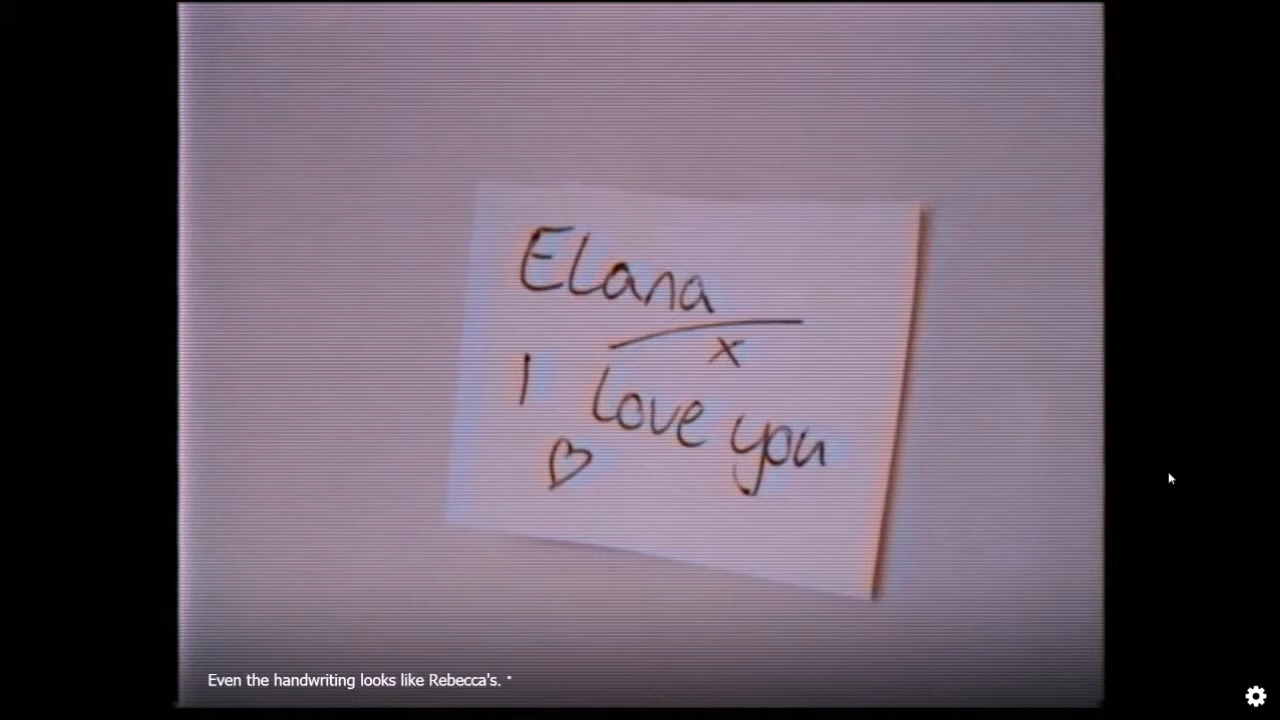 Elana
x
I love you
♡
Even the handwriting looks like Rebecca's.